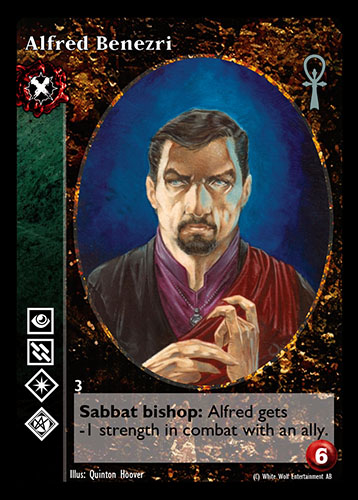 Alfred Benezri
3
Sabbat bishop: Alfred gets
-1 strength in combat with an ally.
6
Illus: Quinton Hoover
(C) White Wolf Entertainment AB